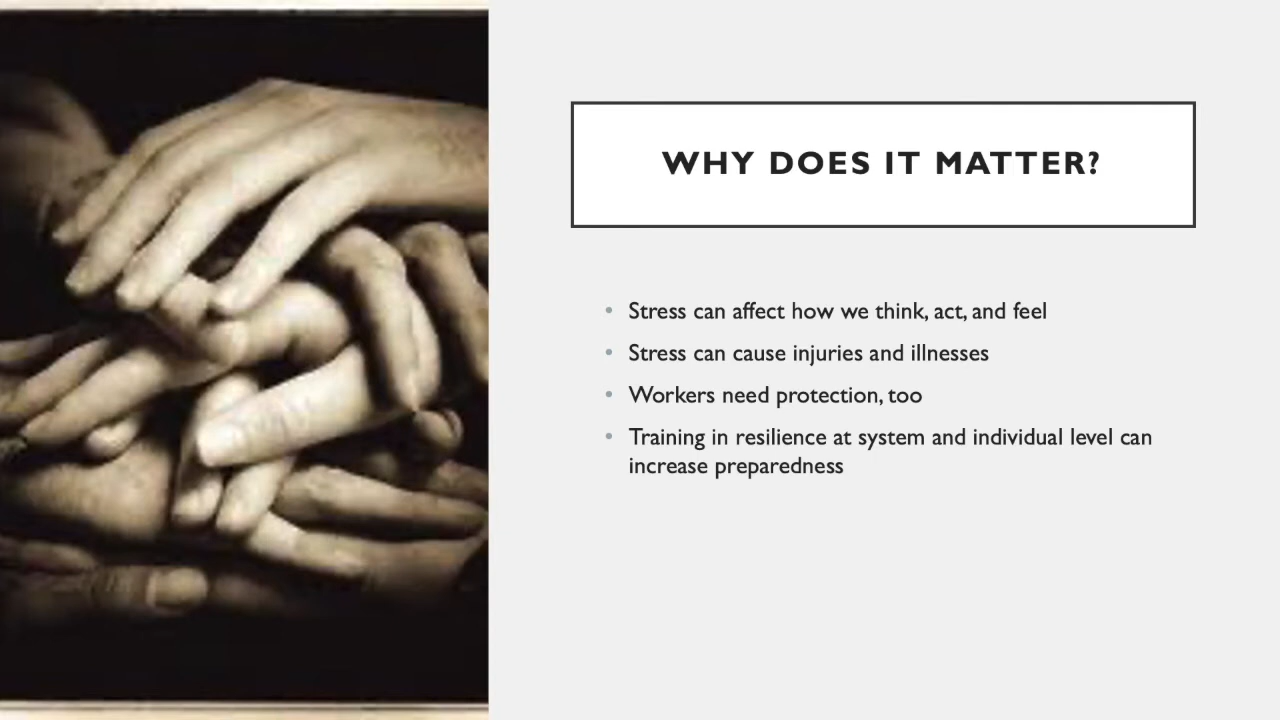 WHY DOES IT MATTER?
• Stress can affect how we think, act, and feel
• Stress can cause injuries and illnesses
• Workers need protection, too
• Training in resilience at system and individual level can
increase preparedness